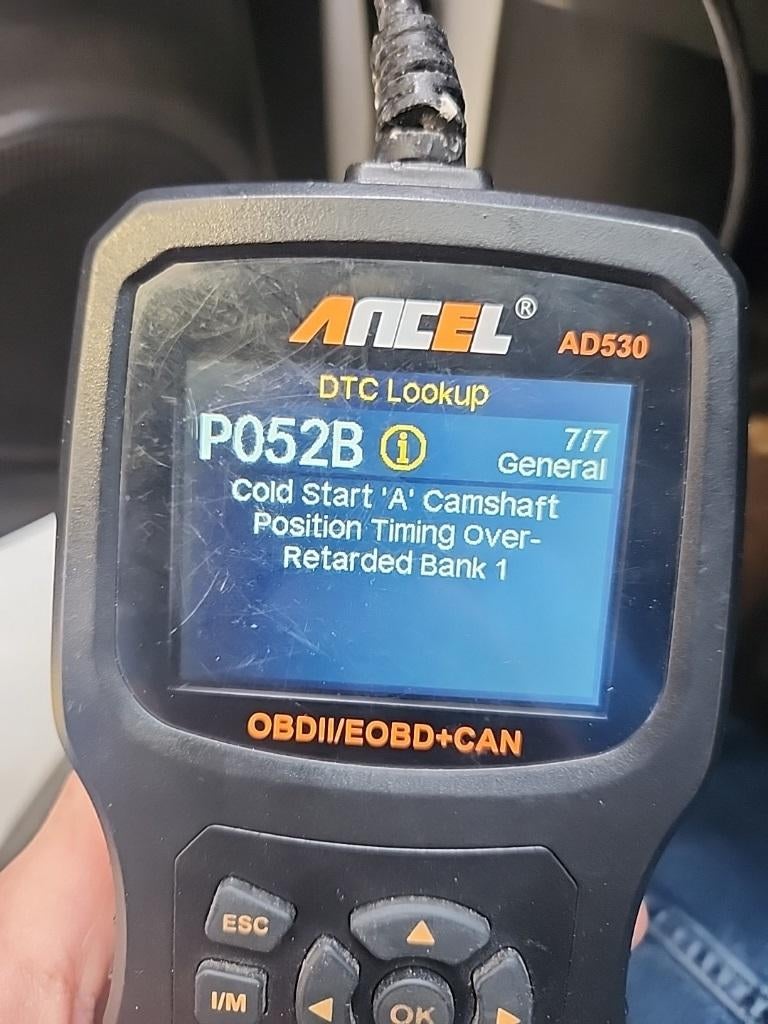 ANCEL®
AD530
DTC Lookup
P052B i 7/7
General
Cold Start 'A' Camshaft
Position Timing Over-
Retarded Bank 1
OBDII/EOBD+CAN
ESC
I/M
OK